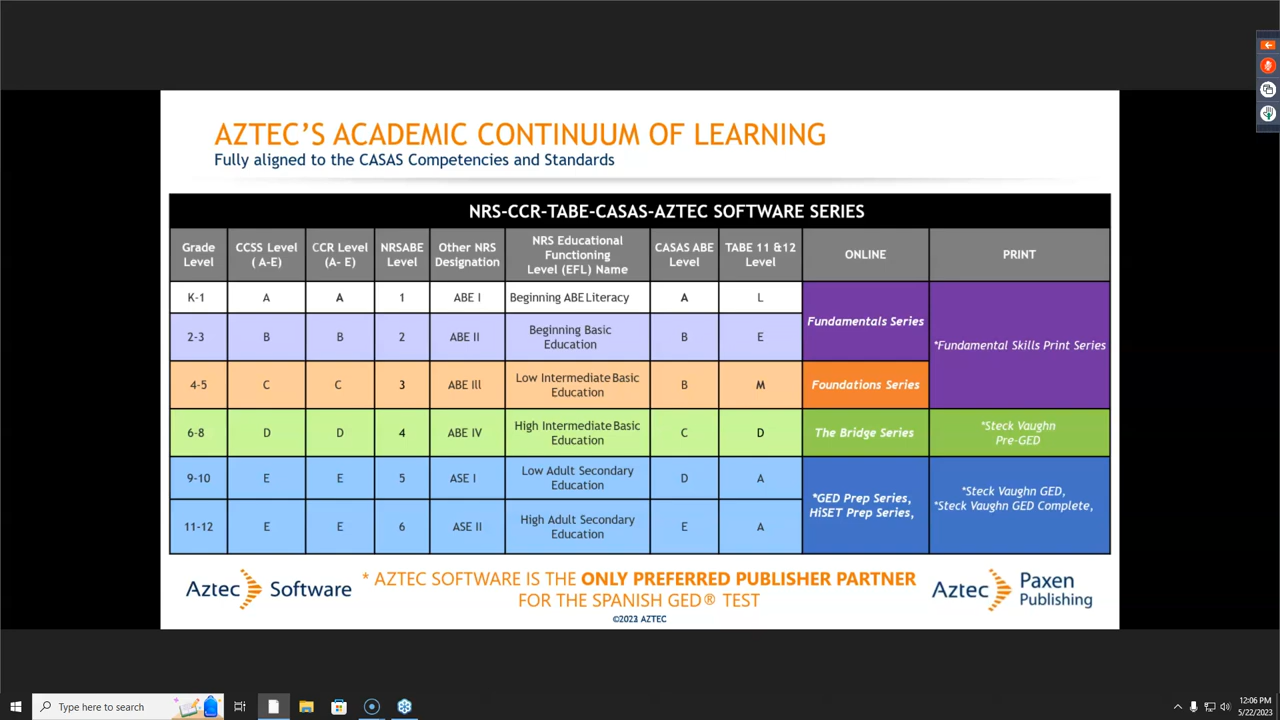 AZTEC'S ACADEMIC CONTINUUM OF LEARNING
Fully aligned to the CASAS Competencies and Standards
NRS-CCR-TABE-CASAS-AZTEC SOFTWARE SERIES
Grade Level CCSS Level ( A-E) CCR Level (A- E) NRSABE Level Other NRS Designation NRS Educational Functioning Level (EFL) Name CASAS ABE Level TABE 11 &12 Level ONLINE PRINT
K-1 A A 1 ABE I Beginning ABE Literacy A L
Fundamentals Series
2-3 B B 2 ABE II Beginning Basic Education B E
*Fundamental Skills Print Series
4-5 C C 3 ABE Ill Low Intermediate Basic Education B M Foundations Series
6-8 D D 4 ABE IV High Intermediate Basic Education C D The Bridge Series *Steck Vaughn Pre-GED
9-10 E E 5 ASE I Low Adult Secondary Education D A
*GED Prep Series,
HiSET Prep Series,
*Steck Vaughn GED,
*Steck Vaughn GED Complete,
11-12 E E 6 ASE II High Adult Secondary Education E A
Aztec Software
* AZTEC SOFTWARE IS THE ONLY PREFERRED PUBLISHER PARTNER
FOR THE SPANISH GED® TEST
©2023 AZTEC
Aztec Paxen Publishing
Type here to search
12:06 PM
5/22/2023